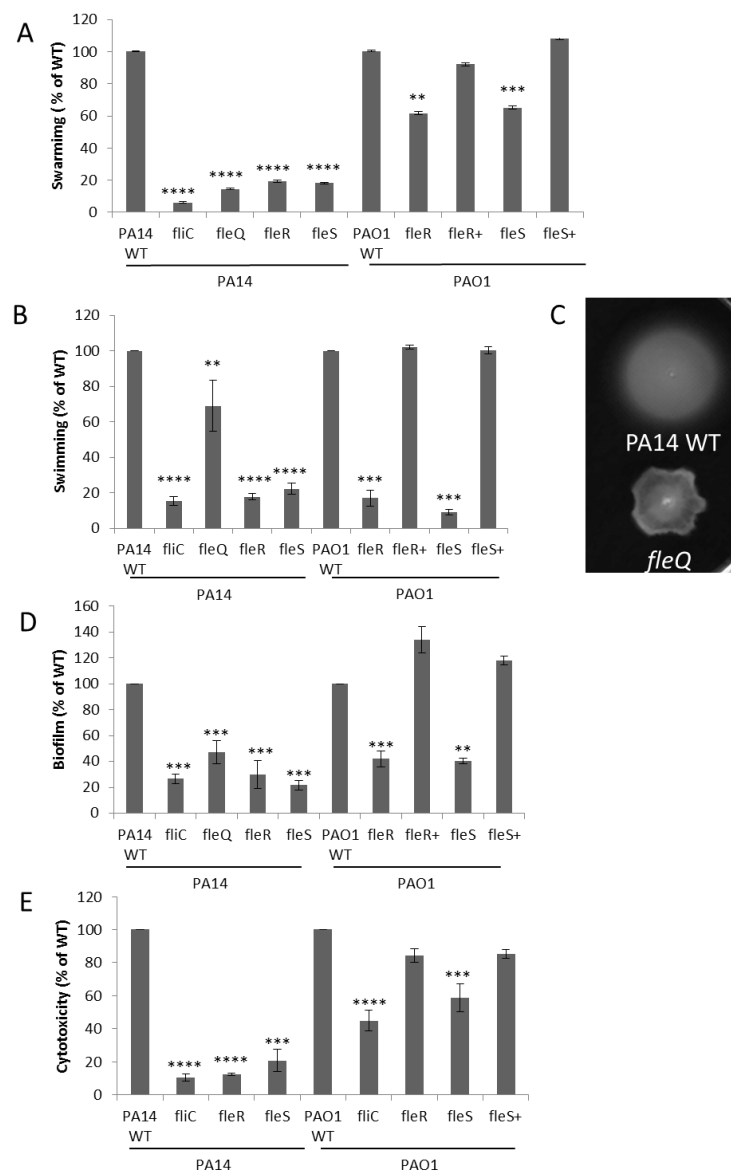 A
Swarmimg ( % of WT)
120
100
80
60
40
20
0
****
****
****
****
**
***
PA14 WT
fliC
fleQ
fleR
fleS
PAO1 WT
fleR
fleR+
fleS
fleS+
PA14
PAO1
B
Swimming (% of WT)
120
100
80
60
40
20
0
****
**
****
****
***
***
PA14 WT
fliC
fleQ
fleR
fleS
PAO1 WT
fleR
fleR+
fleS
fleS+
PA14
PAO1
C
PA14 WT
fleQ
D
Biofilm (% of WT)
160
140
120
100
80
60
40
20
0
***
***
***
***
***
**
PA14 WT
fliC
fleQ
fleR
fleS
PAO1 WT
fleR
fleR+
fleS
fleS+
PA14
PAO1
E
Cytotoxicity (% of WT)
120
100
80
60
40
20
0
****
****
***
****
***
PA14 WT
fliC
fleR
fleS
PAO1 WT
fliC
fleR
fleS
fleS+
PA14
PAO1